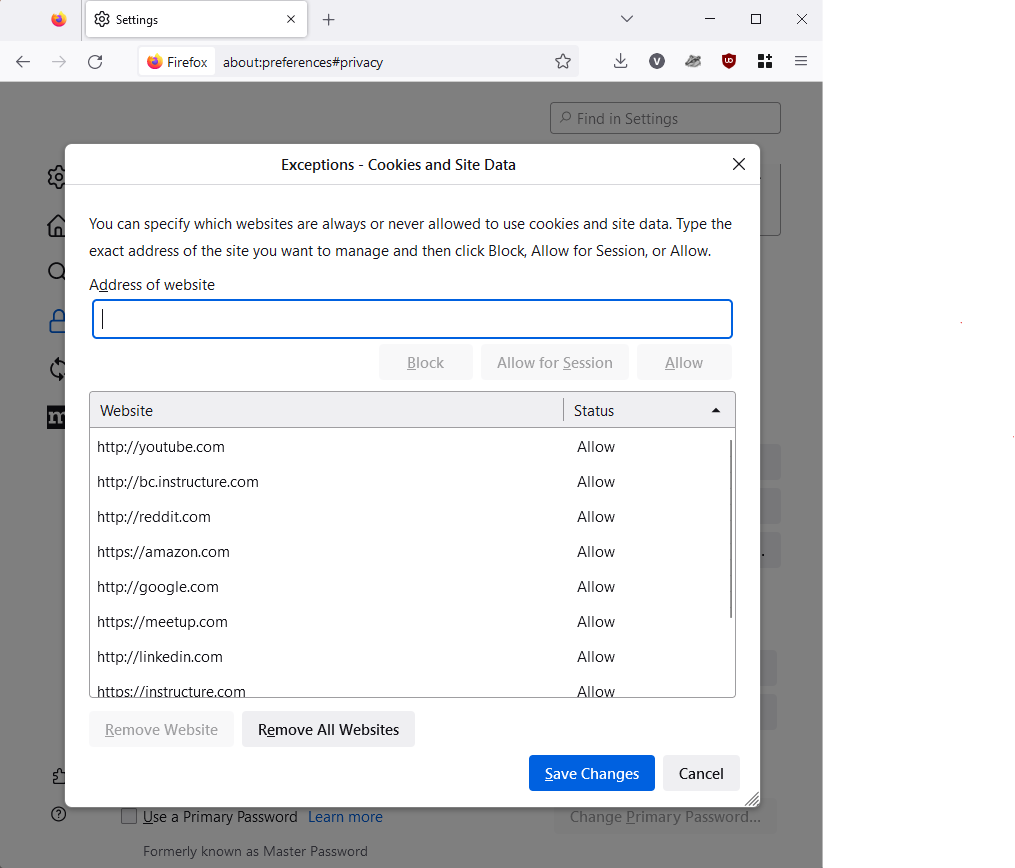 Settings
Firefox
about:preferences#privacy
Find in Settings
Exceptions - Cookies and Site Data
You can specify which websites are always or never allowed to use cookies and site data. Type the
exact address of the site you want to manage and then click Block, Allow for Session, or Allow.
Address of website
Block
Allow for Session
Allow
Website
Status
http://youtube.com
Allow
http://bc.instructure.com
Allow
http://reddit.com
Allow
https://amazon.com
Allow
http://google.com
Allow
https://meetup.com
Allow
http://linkedin.com
Allow
https://instructure.com
Allow
Remove Website
Remove All Websites
Save Changes
Cancel
Use a Primary Password
Learn more
Change Primary Password...
Formerly known as Master Password